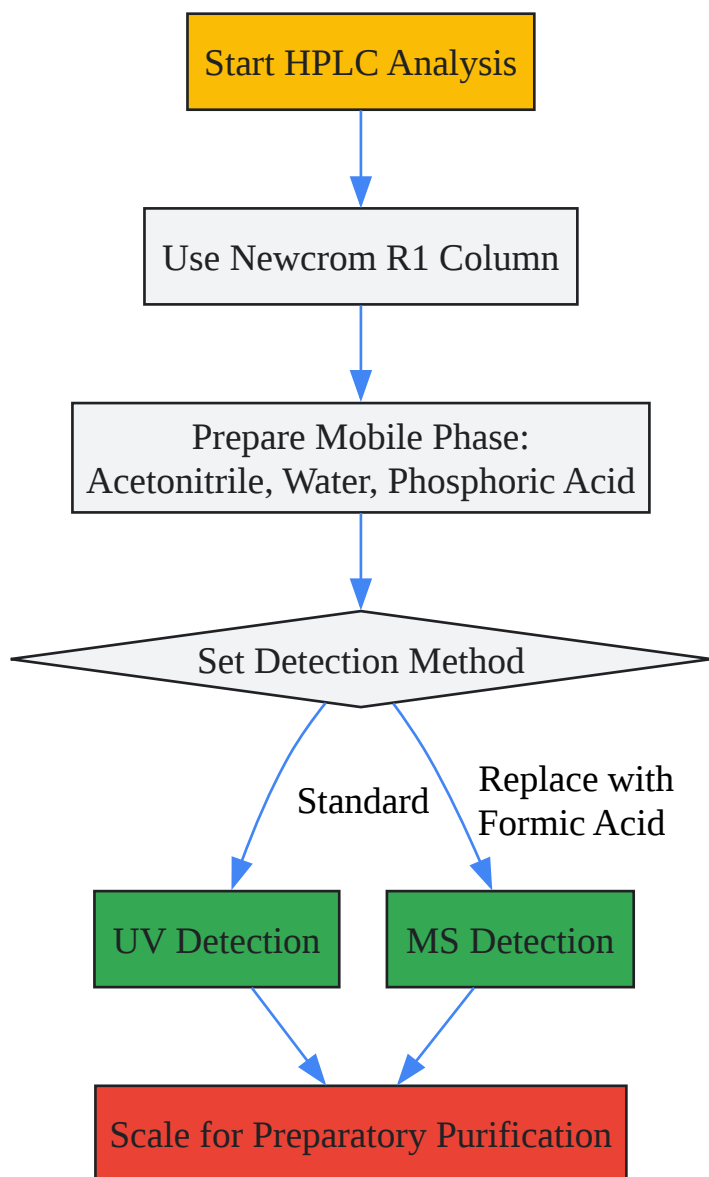 Start HPLC Analysis
Use Newcrom R1 Column
Prepare Mobile Phase:
Acetonitrile, Water, Phosphoric Acid
Set Detection Method
Standard
Replace with
Formic Acid
UV Detection
MS Detection
Scale for Preparatory Purification